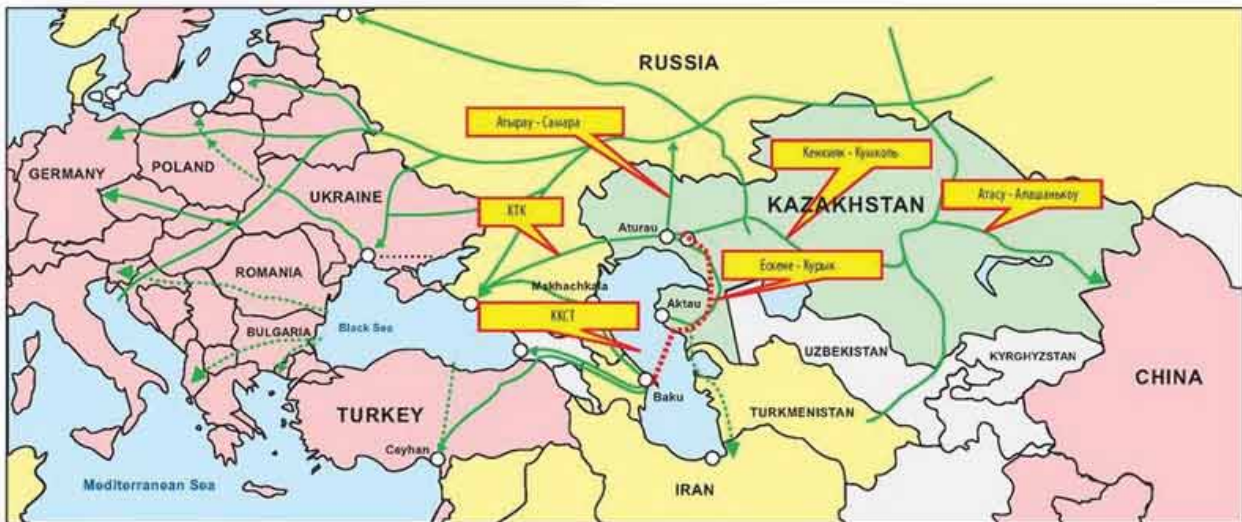 RUSSIA
Атырау - Самара
Кенкияк - Кумколь
GERMANY
POLAND
UKRAINE
KAZAKHSTAN
Атасу - Алашанькоу
КТК
Aturau
ROMANIA
Makhachkala
Ескене - Курык
BULGARIA
Black Sea
ККСТ
Aktau
UZBEKISTAN
KYRGHYZSTAN
CHINA
TURKEY
Baku
TURKMENISTAN
Ceyhan
Mediterranean Sea
IRAN